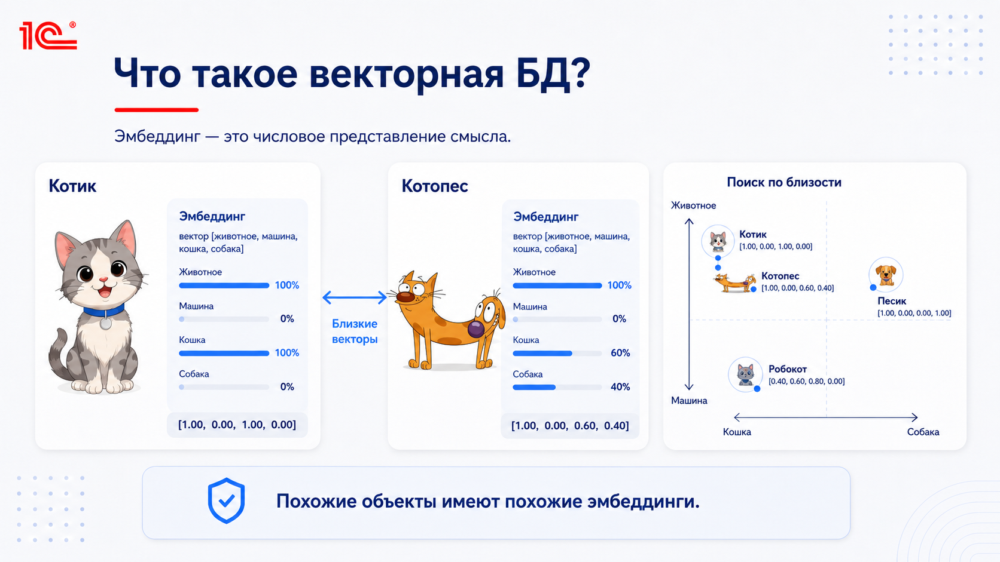 1С®
Что такое векторная БД?
Эмбеддинг — это числовое представление смысла.
Котик
Эмбеддинг
вектор [животное, машина,
кошка, собака]
Животное
100%
Машина
0%
Кошка
100%
Собака
0%
[1.00, 0.00, 1.00, 0.00]
Близкие
векторы
Котопес
Эмбеддинг
вектор [животное, машина,
кошка, собака]
Животное
100%
Машина
0%
Кошка
60%
Собака
40%
[1.00, 0.00, 0.60, 0.40]
Поиск по близости
Животное
Котик
[1.00, 0.00, 1.00, 0.00]
Котопес
[1.00, 0.00, 0.60, 0.40]
Песик
[1.00, 0.00, 0.00, 1.00]
Робокот
[0.40, 0.60, 0.80, 0.00]
Машина
Кошка
Собака
Похожие объекты имеют похожие эмбеддинги.